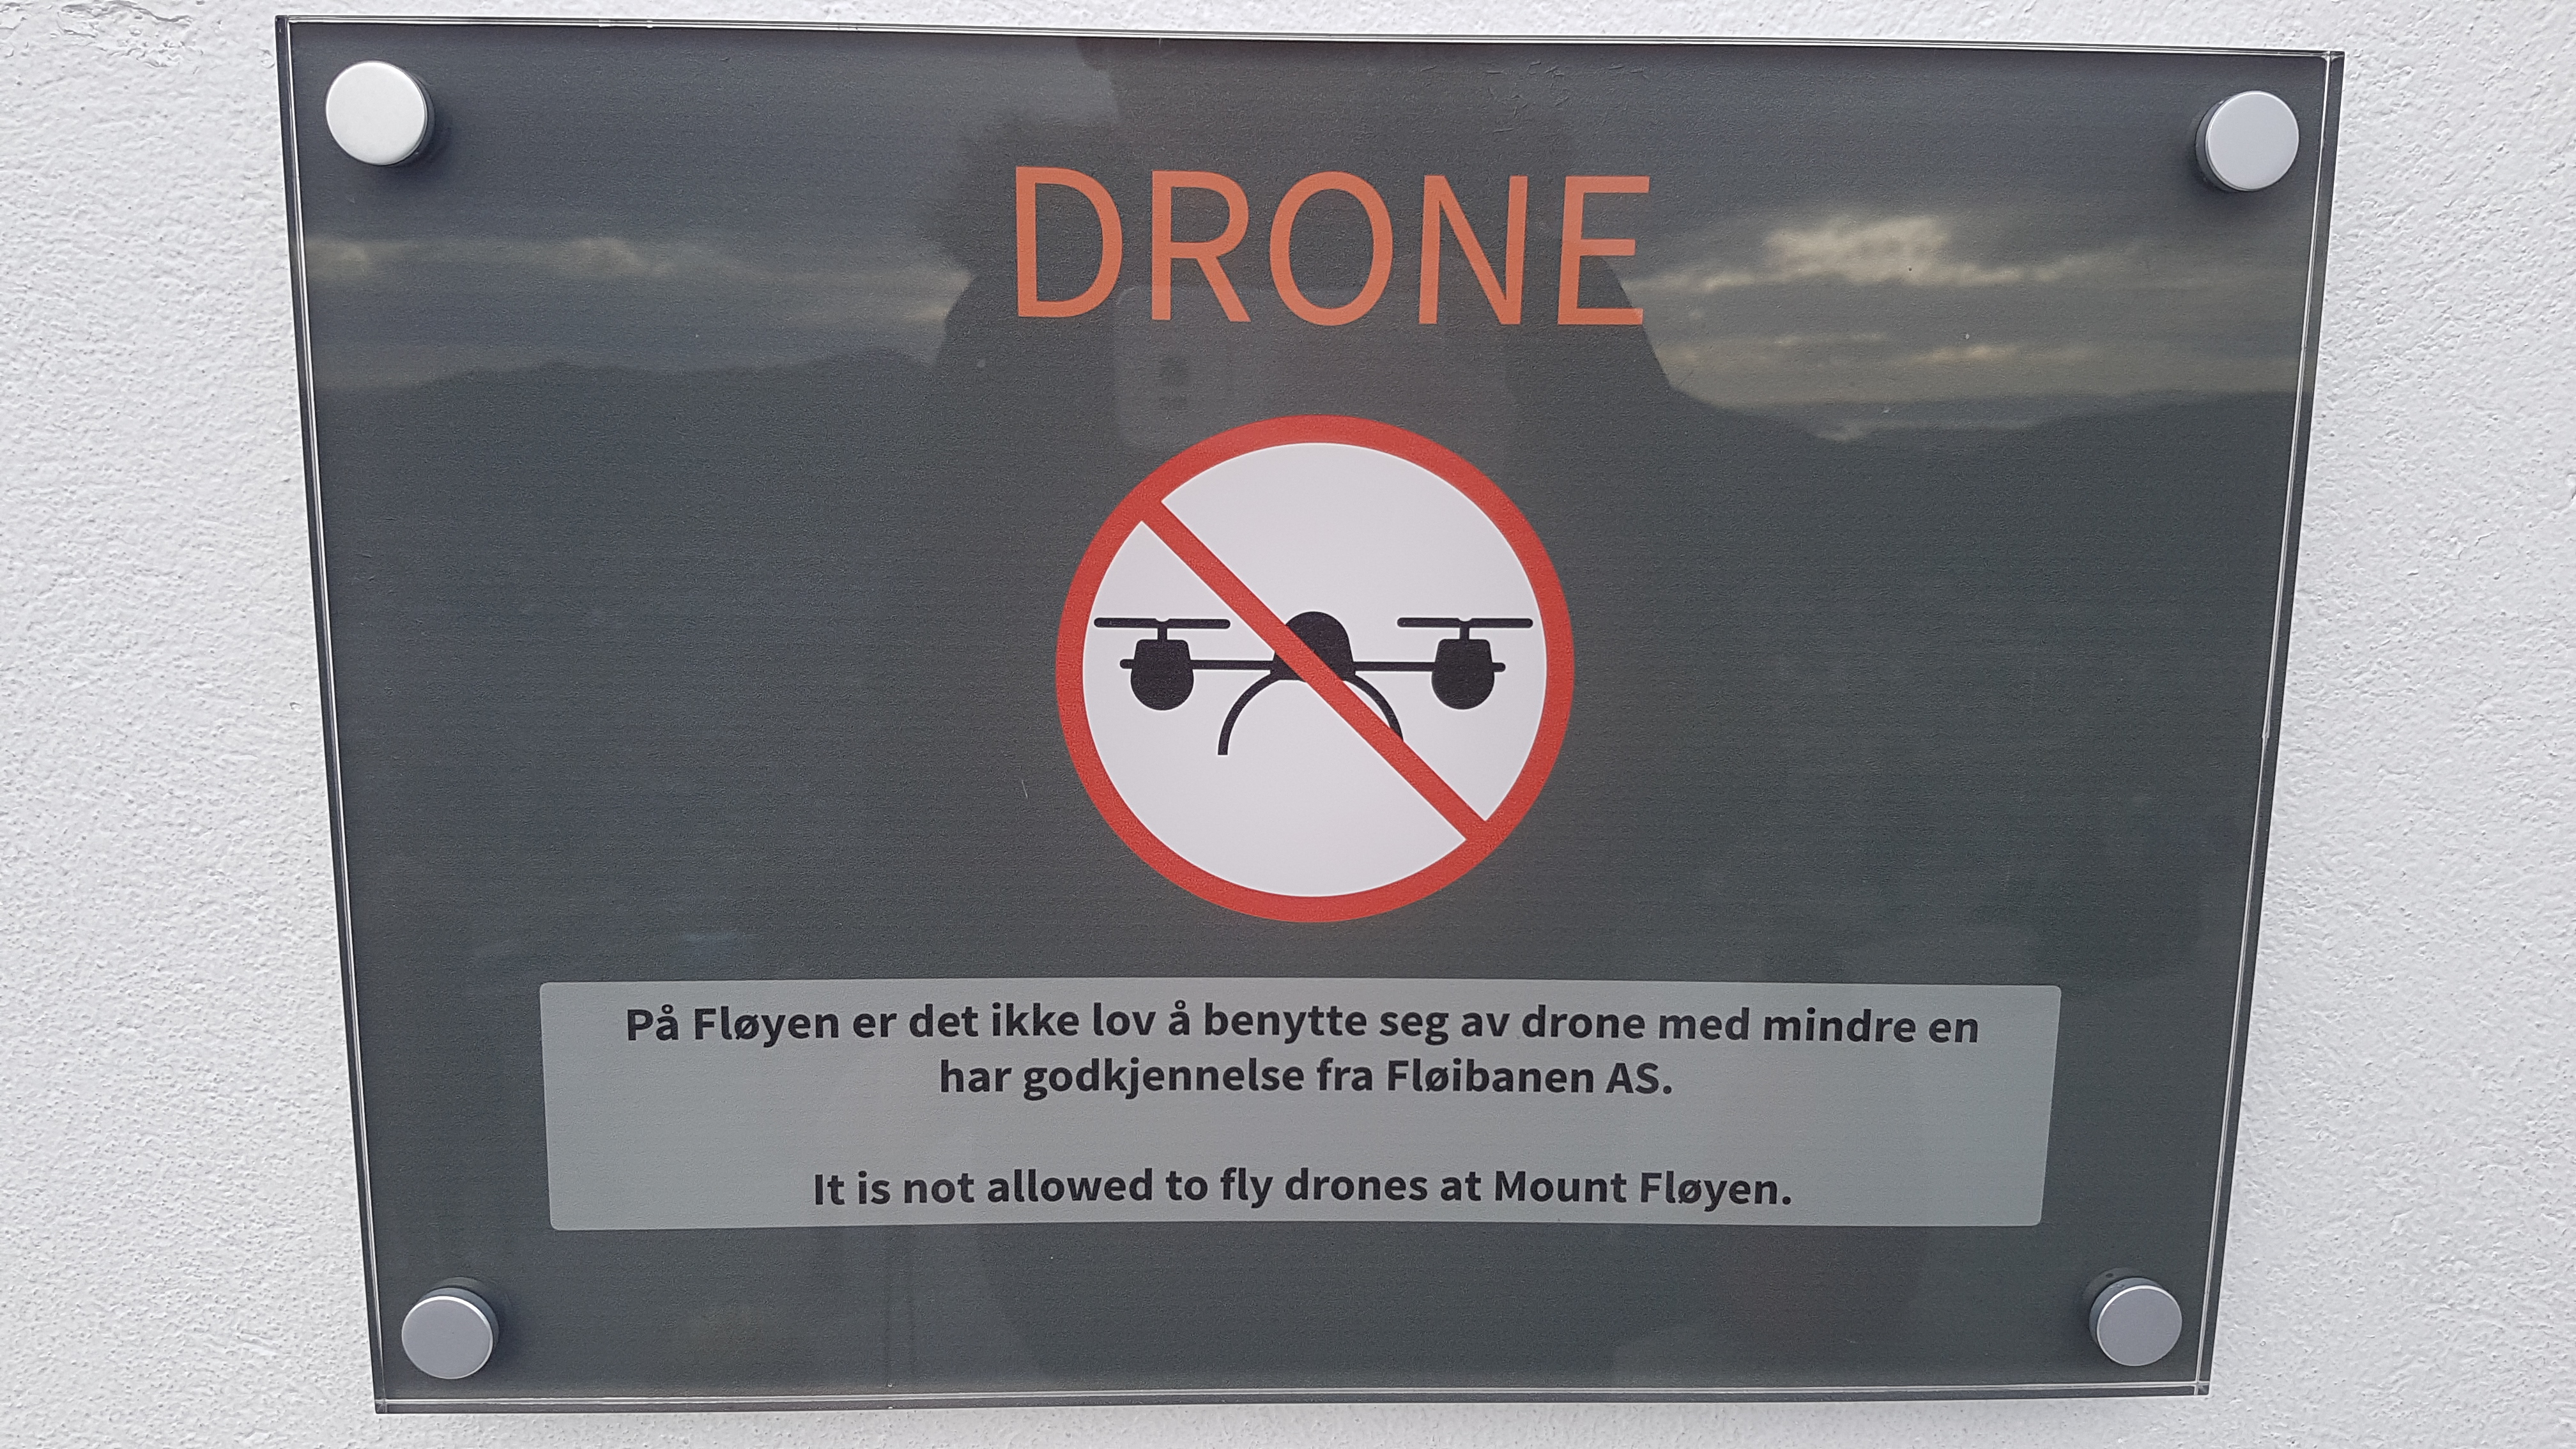 DRONE
På Fløyen er det ikke lov å benytte seg av drone med mindre en
har godkjennelse fra Fløibanen AS.
It is not allowed to fly drones at Mount Fløyen.